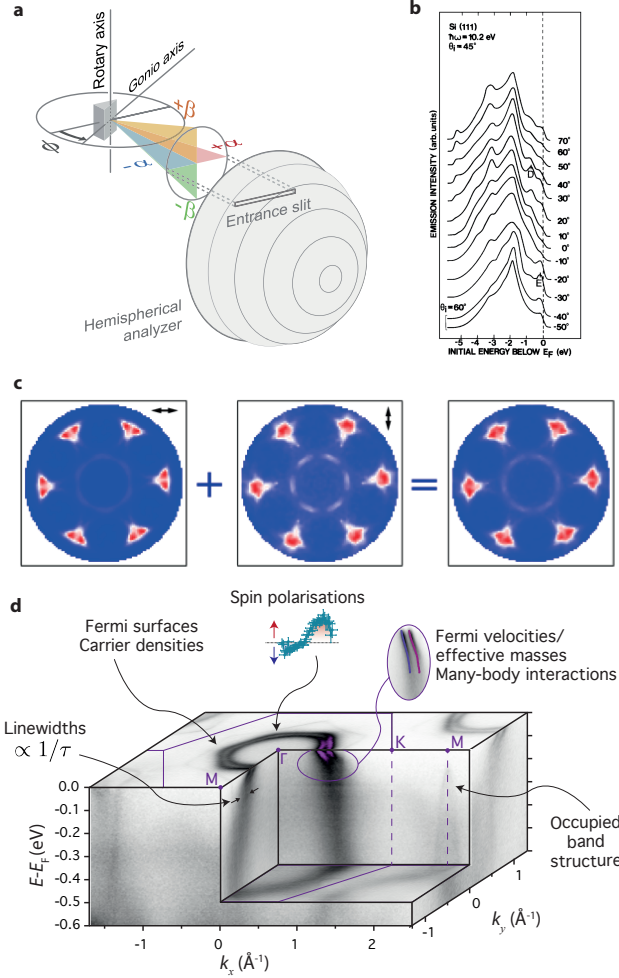 a
Rotary axis
Gonio axis
+β
+α
ϕ
-α
-β
Entrance slit
Hemispherical
analyzer
b
Si (111)
ħω=10.2 eV
θi=45°
EMISSION INTENSITY (arb.units)
70°
60°
50°
D
40°
30°
20°
10°
0°
-10°
-20°
E
-30°
θi=60°
-40°
-50°
-5 -4 -3 -2 -1 0
INITIAL ENERGY BELOW EF (eV)
c
+ =
d
Spin polarisations
Fermi surfaces
Carrier densities
Fermi velocities/
effective masses
Many-body interactions
Linewidths
∝ 1/τ
M
Γ
K
M
Occupied
band
structure
0.0
-0.1
-0.2
-0.3
-0.4
-0.5
-0.6
E-EF(eV)
-1 0 1 2
kx (Å-1)
-1 0 1
ky (Å-1)